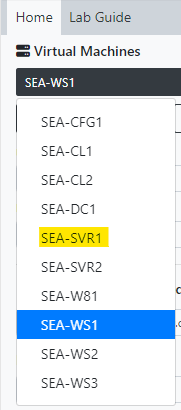 Home Lab Guide
Virtual Machines
SEA-WS1
SEA-CFG1
SEA-CL1
SEA-CL2
SEA-DC1
SEA-SVR1
SEA-SVR2
SEA-W81
SEA-WS1
SEA-WS2
SEA-WS3